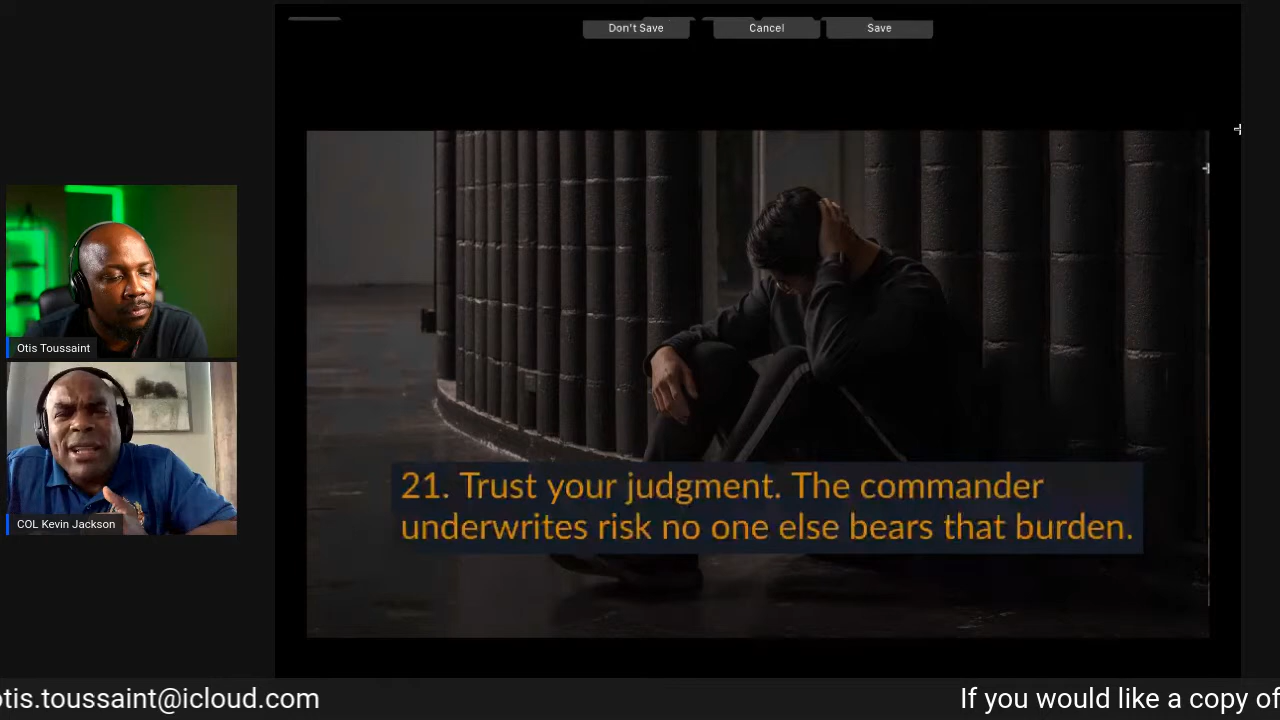 Don't Save
Cancel
Save
Otis Toussaint
COL Kevin Jackson
21. Trust your judgment. The commander
underwrites risk no one else bears that burden.
otis.toussaint@icloud.com
If you would like a copy of